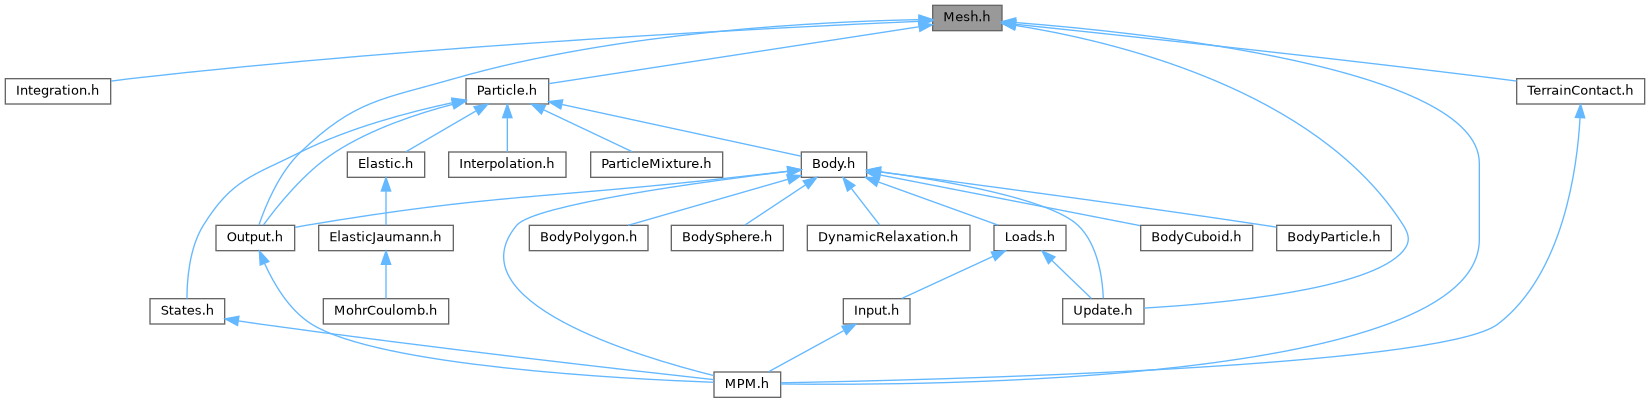 Mesh.h
Integration.h
Particle.h
TerrainContact.h
Elastic.h
Interpolation.h
ParticleMixture.h
Body.h
Output.h
ElasticJaumann.h
BodyPolygon.h
BodySphere.h
DynamicRelaxation.h
Loads.h
BodyCuboid.h
BodyParticle.h
States.h
MohrCoulomb.h
Input.h
Update.h
MPM.h